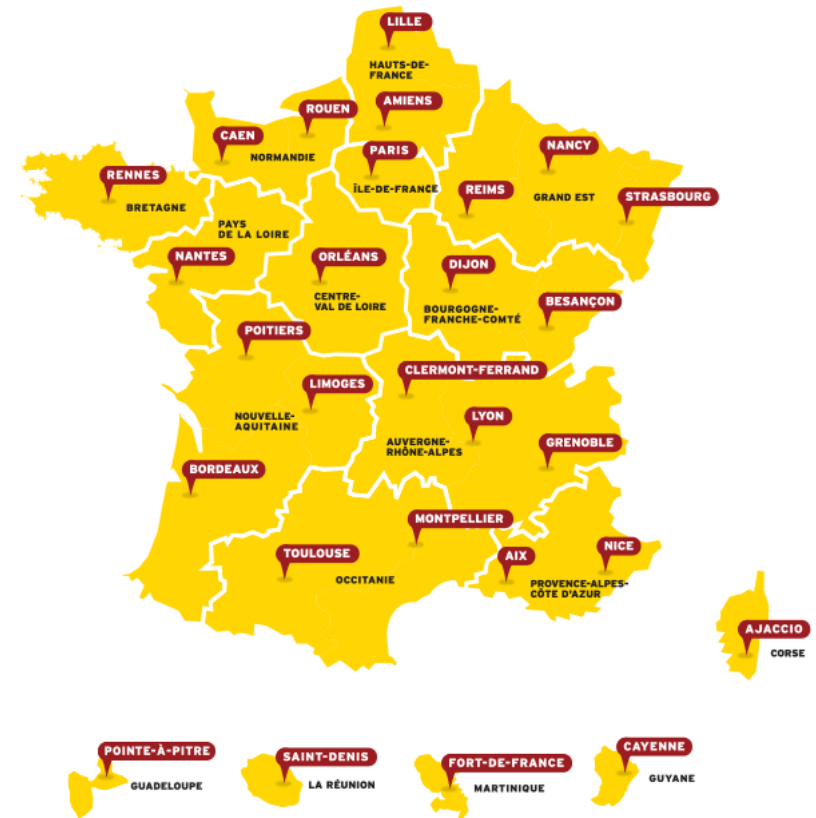 LILLE
HAUTS-DE-
FRANCE
AMIENS
ROUEN
CAEN
NORMANDIE
PARIS
ÎLE-DE-FRANCE
NANCY
REIMS
GRAND EST
STRASBOURG
RENNES
BRETAGNE
PAYS
DE LA LOIRE
NANTES
ORLÉANS
CENTRE-
VAL DE LOIRE
DIJON
BESANÇON
BOURGOGNE-
FRANCHE-COMTÉ
POITIERS
LIMOGES
NOUVELLE-
AQUITAINE
BORDEAUX
CLERMONT-FERRAND
LYON
AUVERGNE-
RHÔNE-ALPES
GRENOBLE
MONTPELLIER
TOULOUSE
OCCITANIE
AIX
NICE
PROVENCE-ALPES-
CÔTE D'AZUR
AJACCIO
CORSE
POINTE-À-PITRE
GUADELOUPE
SAINT-DENIS
LA RÉUNION
FORT-DE-FRANCE
MARTINIQUE
CAYENNE
GUYANE